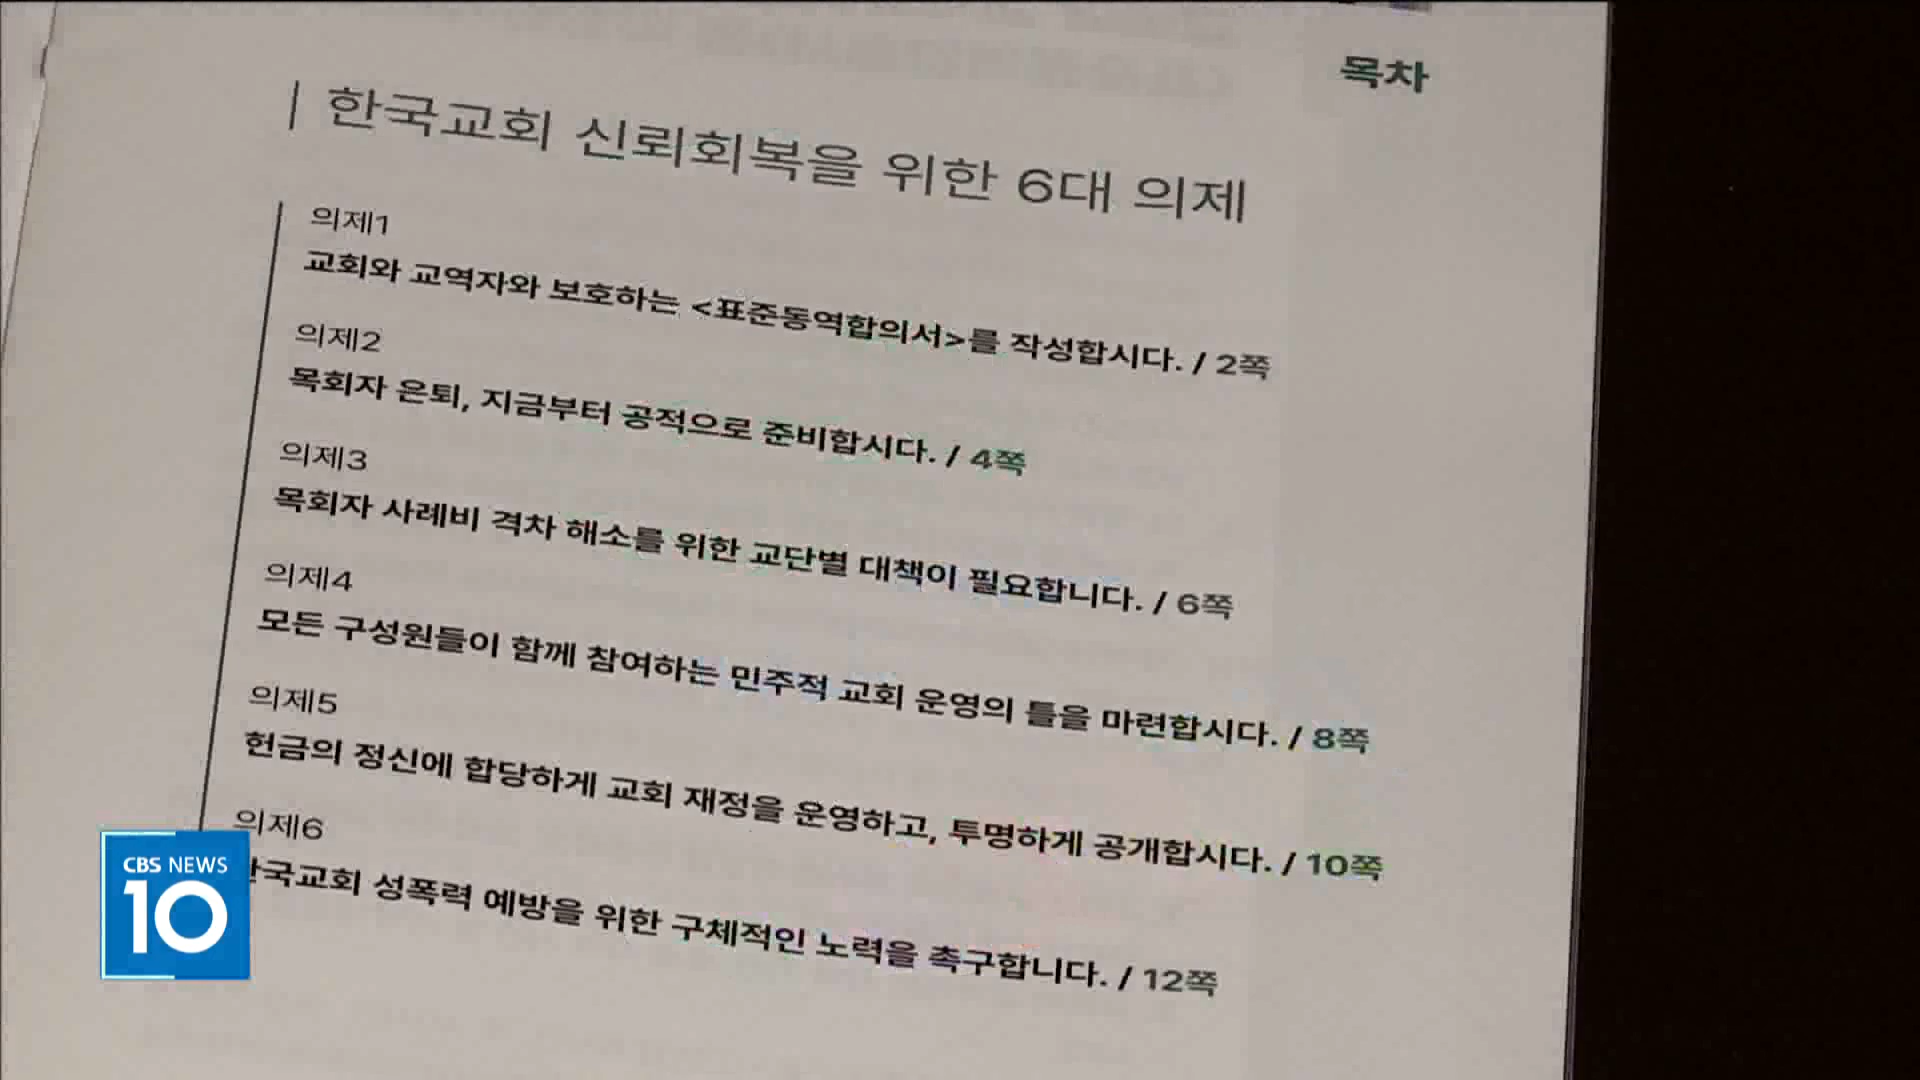 목차
한국교회 신뢰회복을 위한 6대 의제
의제1
교회와 교역자와 보호하는 <표준동역합의서>를 작성합시다. / 2쪽
의제2
목회자 은퇴, 지금부터 공적으로 준비합시다. / 4쪽
의제3
목회자 사례비 격차 해소를 위한 교단별 대책이 필요합니다. / 6쪽
의제4
모든 구성원들이 함께 참여하는 민주적 교회 운영의 틀을 마련합시다. / 8쪽
의제5
헌금의 정신에 합당하게 교회 재정을 운영하고, 투명하게 공개합시다. / 10쪽
의제6
한국교회 성폭력 예방을 위한 구체적인 노력을 촉구합니다. / 12쪽
CBS NEWS
10